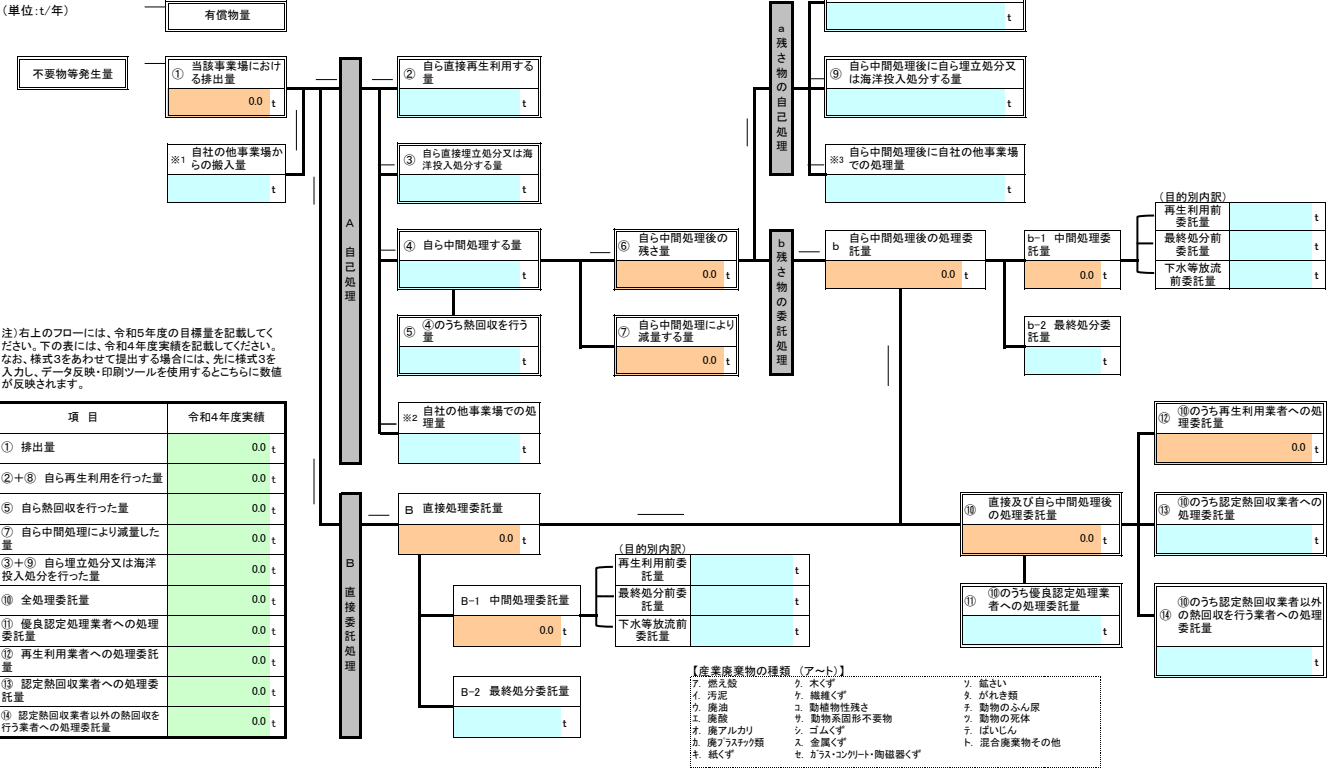 (単位:t/年)
有償物量
t
不要物等発生量
① 当該事業場におけ
る排出量
0.0 t
※1 自社の他事業場か
らの搬入量
t
A 自己処理
② 自ら直接再生利用する
量
t
③ 自ら直接埋立処分又は海
洋投入処分する量
t
④ 自ら中間処理する量
t
⑤ ④のうち熱回収を行う
量
t
※2 自社の他事業場での処
理量
t
⑥ 自ら中間処理後の
残さ量
0.0 t
⑦ 自ら中間処理により
減量する量
0.0 t
a 残さ物の自己処理
⑨ 自ら中間処理後に自ら埋立処分又
は海洋投入処分する量
t
※3 自ら中間処理後に自社の他事業場
での処理量
t
b 残さ物の委託処理
b 自ら中間処理後の処理委
託量
0.0 t
b-1 中間処理委
託量
0.0 t
(目的別内訳)
再生利用前
委託量
t
最終処分前
委託量
t
下水等放流
前委託量
t
b-2 最終処分委
託量
t
注)右上のフローには、令和5年度の目標量を記載してく
ださい。下の表には、令和4年度実績を記載してください。
なお、様式3をあわせて提出する場合には、先に様式3を
入力し、データ反映・印刷ツールを使用するとこちらに数値
が反映されます。
項 目 令和4年度実績
① 排出量 0.0 t
②+⑧ 自ら再生利用を行った量 0.0 t
⑤ 自ら熱回収を行った量 0.0 t
⑦ 自ら中間処理により減量した
量 0.0 t
③+⑨ 自ら埋立処分又は海洋
投入処分を行った量 0.0 t
⑩ 全処理委託量 0.0 t
⑪ 優良認定処理業者への処理
委託量 0.0 t
⑫ 再生利用業者への処理委託
量 0.0 t
⑬ 認定熱回収業者への処理委
託量 0.0 t
⑭ 認定熱回収業者以外の熱回収を
行う業者への処理委託量 0.0 t
B 直接委託処理
B 直接処理委託量
0.0 t
B-1 中間処理委託量
0.0 t
(目的別内訳)
再生利用前委
託量
t
最終処分前委
託量
t
下水等放流前
委託量
t
B-2 最終処分委託量
t
⑩ 直接及び自ら中間処理後
の処理委託量
0.0 t
⑪ ⑩のうち優良認定処理業
者への処理委託量
t
⑫ ⑩のうち再生利用業者への処
理委託量
0.0 t
⑬ ⑩のうち認定熱回収業者への
処理委託量
t
⑭ ⑩のうち認定熱回収業者以外
の熱回収を行う業者への処理
委託量
t
【産業廃棄物の種類 (ア~ト)】
ア. 燃え殻
イ. 汚泥
ウ. 廃油
エ. 廃酸
オ. 廃アルカリ
カ. 廃プラスチック類
キ. 紙くず
ク. 木くず
ケ. 繊維くず
コ. 動植物性残さ
サ. 動物系固形不要物
シ. ゴムくず
ス. 金属くず
セ. ガラス・コンクリート・陶磁器くず
ソ. 鉱さい
タ. がれき類
チ. 動物のふん尿
ツ. 動物の死体
テ. ばいじん
ト. 混合廃棄物その他